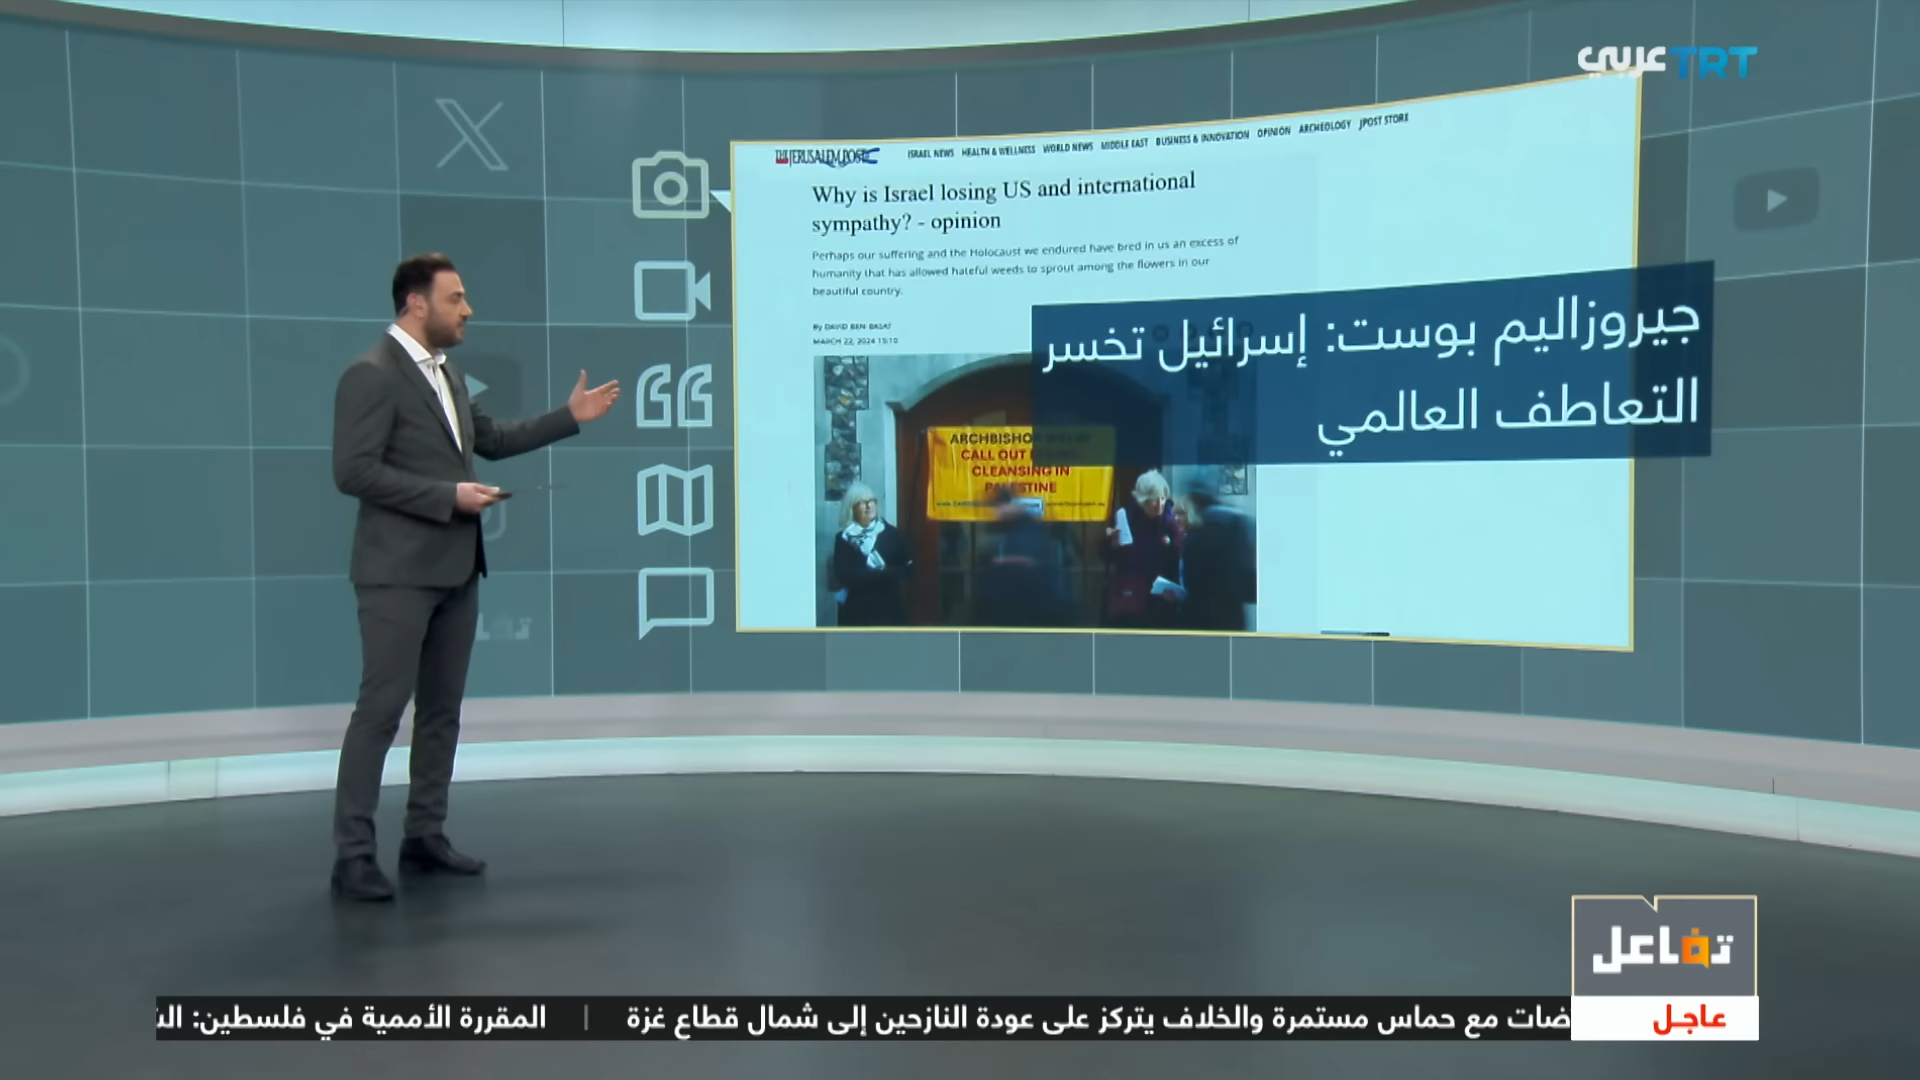 عربي TRT
THE JERUSALEM POST
ISRAEL NEWS HEALTH & WELLNESS WORLD NEWS MIDDLE EAST BUSINESS & INNOVATION OPINION ARCHEOLOGY JPOST STORE
Why is Israel losing US and international
sympathy? - opinion
Perhaps our suffering and the Holocaust we endured have bred in us an excess of
humanity that has allowed hateful weeds to sprout among the flowers in our
beautiful country.
By DAVID BEN-BASAT
MARCH 22, 2024 15:10
جيروزاليم بوست: إسرائيل تخسر
التعاطف العالمي
ARCHBISHOP
CALL OUT
CLEANSING IN
PALESTINE
تفاعل
عاجل
ضات مع حماس مستمرة والخلاف يتركز على عودة النازحين إلى شمال قطاع غزة | المقررة الأممية في فلسطين: الش